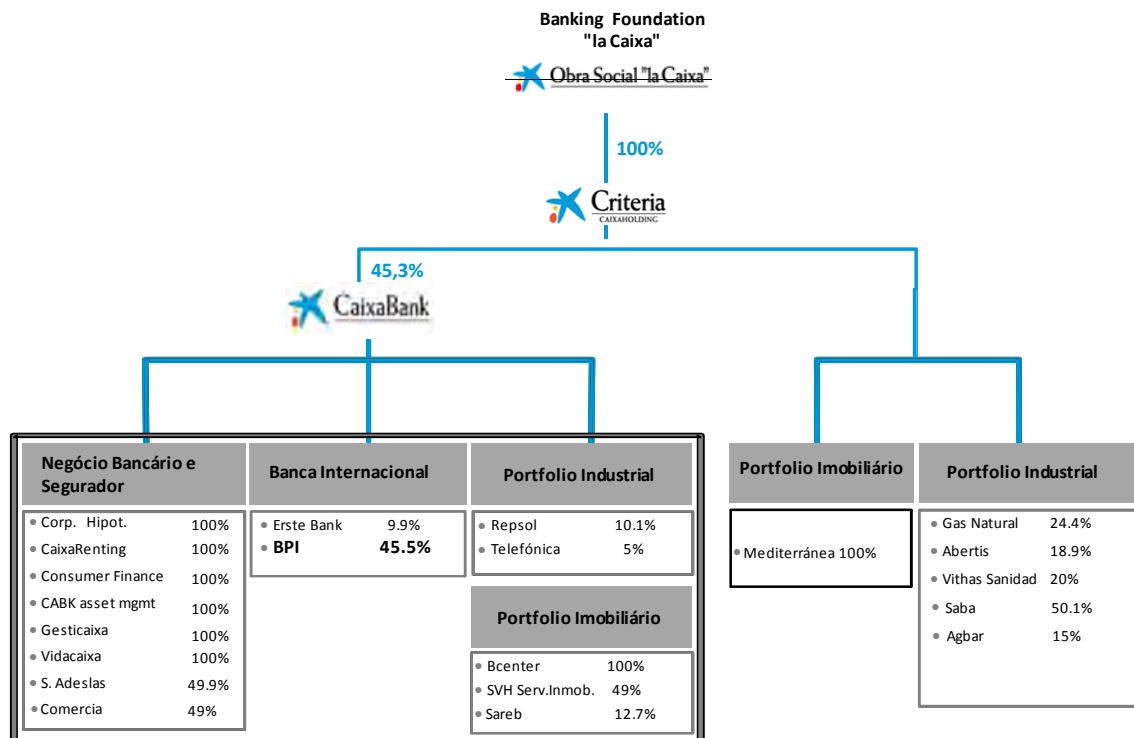 Banking Foundation
"la Caixa"
Obra Social "la Caixa"
100%
Criteria
CAIXAHOLDING
45,3%
CaixaBank
Negócio Bancário e
Segurador
Corp. Hipot. 100%
CaixaRenting 100%
Consumer Finance 100%
CABK asset mgmt 100%
Gesticaixa 100%
Vidacaixa 100%
S. Adeslas 49.9%
Comercia 49%
Banca Internacional
Erste Bank 9.9%
BPI 45.5%
Portfolio Industrial
Repsol 10.1%
Telefónica 5%
Portfolio Imobiliário
Bcenter 100%
SVH Serv.Inmob. 49%
Sareb 12.7%
Portfolio Imobiliário
Mediterránea 100%
Portfolio Industrial
Gas Natural 24.4%
Abertis 18.9%
Vithas Sanidad 20%
Saba 50.1%
Agbar 15%